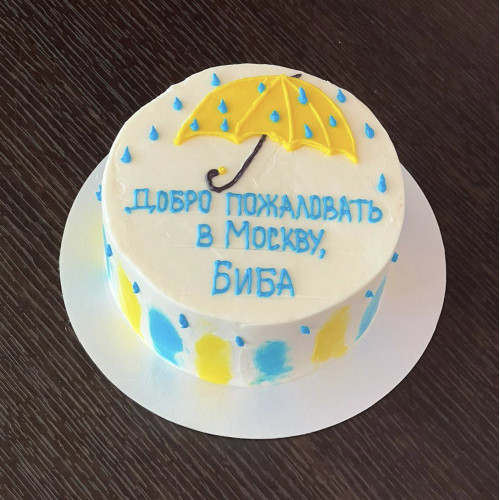 Добро пожаловать
в Москву,
Биба